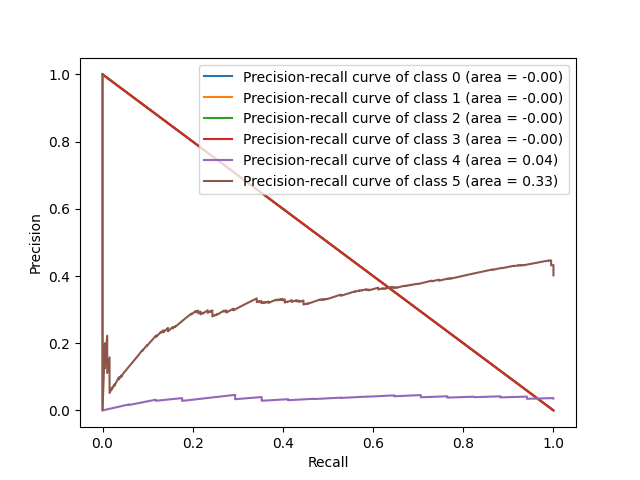 Precision-recall curve of class 0 (area = -0.00)
Precision-recall curve of class 1 (area = -0.00)
Precision-recall curve of class 2 (area = -0.00)
Precision-recall curve of class 3 (area = -0.00)
Precision-recall curve of class 4 (area = 0.04)
Precision-recall curve of class 5 (area = 0.33)
1.0
0.8
0.6
0.4
0.2
0.0
Precision
0.0 0.2 0.4 0.6 0.8 1.0
Recall